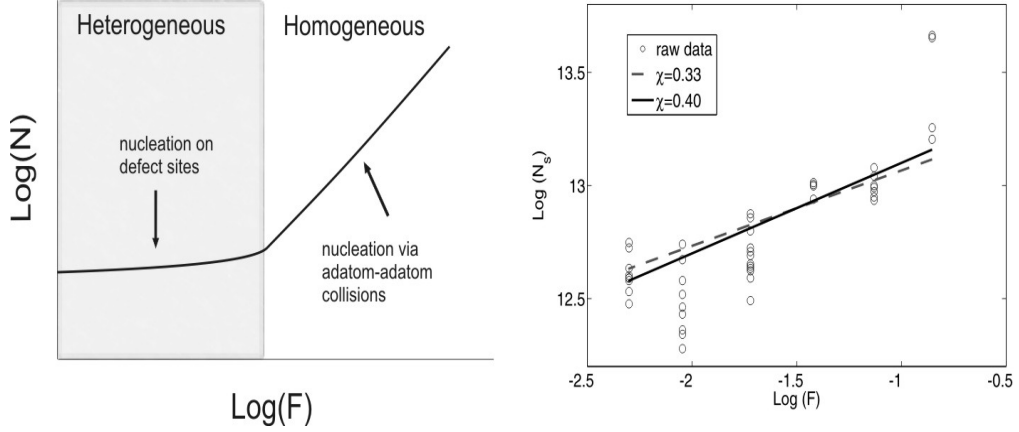 Heterogeneous
Homogeneous
nucleation on
defect sites
nucleation via
adatom-adatom
collisions
Log(N)
Log(F)
raw data
χ=0.33
χ=0.40
13.5
13
12.5
-2.5
-2
-1.5
-1
-0.5
Log (Nₛ)
Log (F)